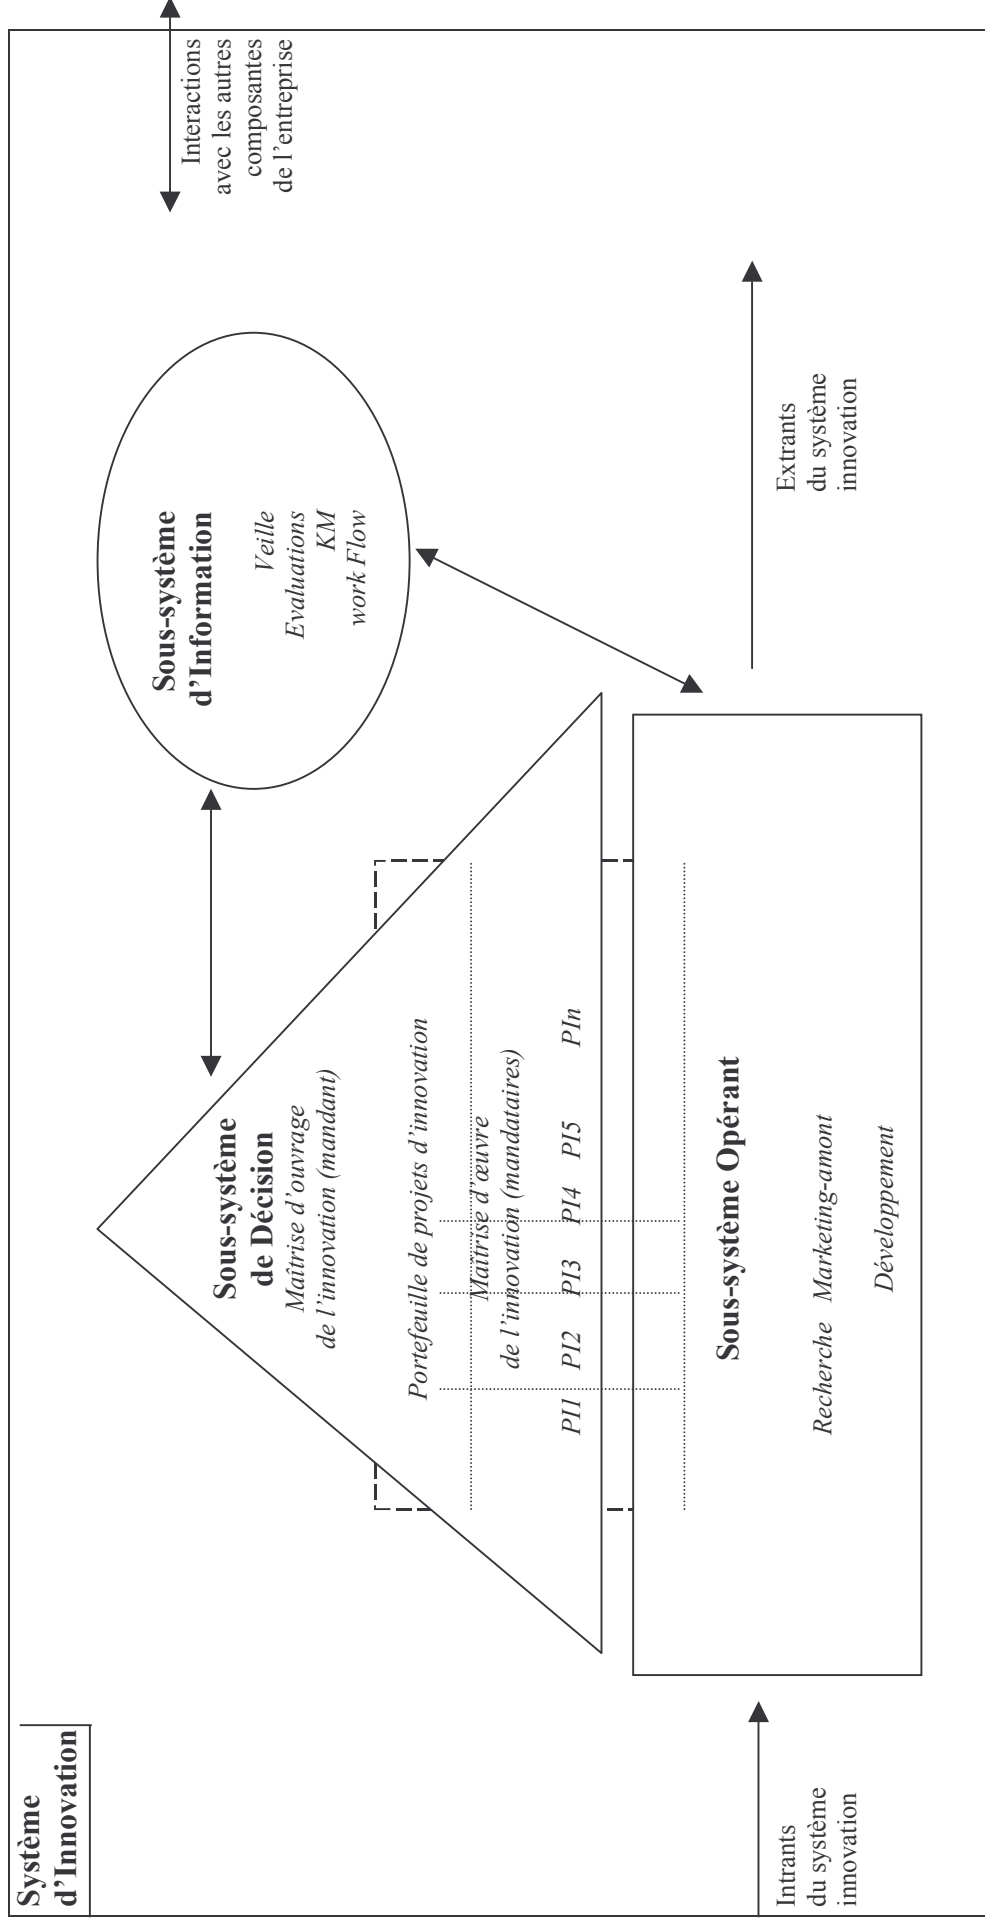 Système
d'Innovation
Interactions
avec les autres
composantes
de l'entreprise
Sous-système
d'Information
Veille
Evaluations
KM
work Flow
Sous-système
de Décision
Maîtrise d'ouvrage
de l'innovation (mandant)
Portefeuille de projets d'innovation
Maîtrise d'œuvre
de l'innovation (mandataires)
PI1 PI2 PI3 PI4 PI5 PIn
Sous-système Opérant
Recherche Marketing-amont
Développement
Intrants
du système
innovation
Extrants
du système
innovation